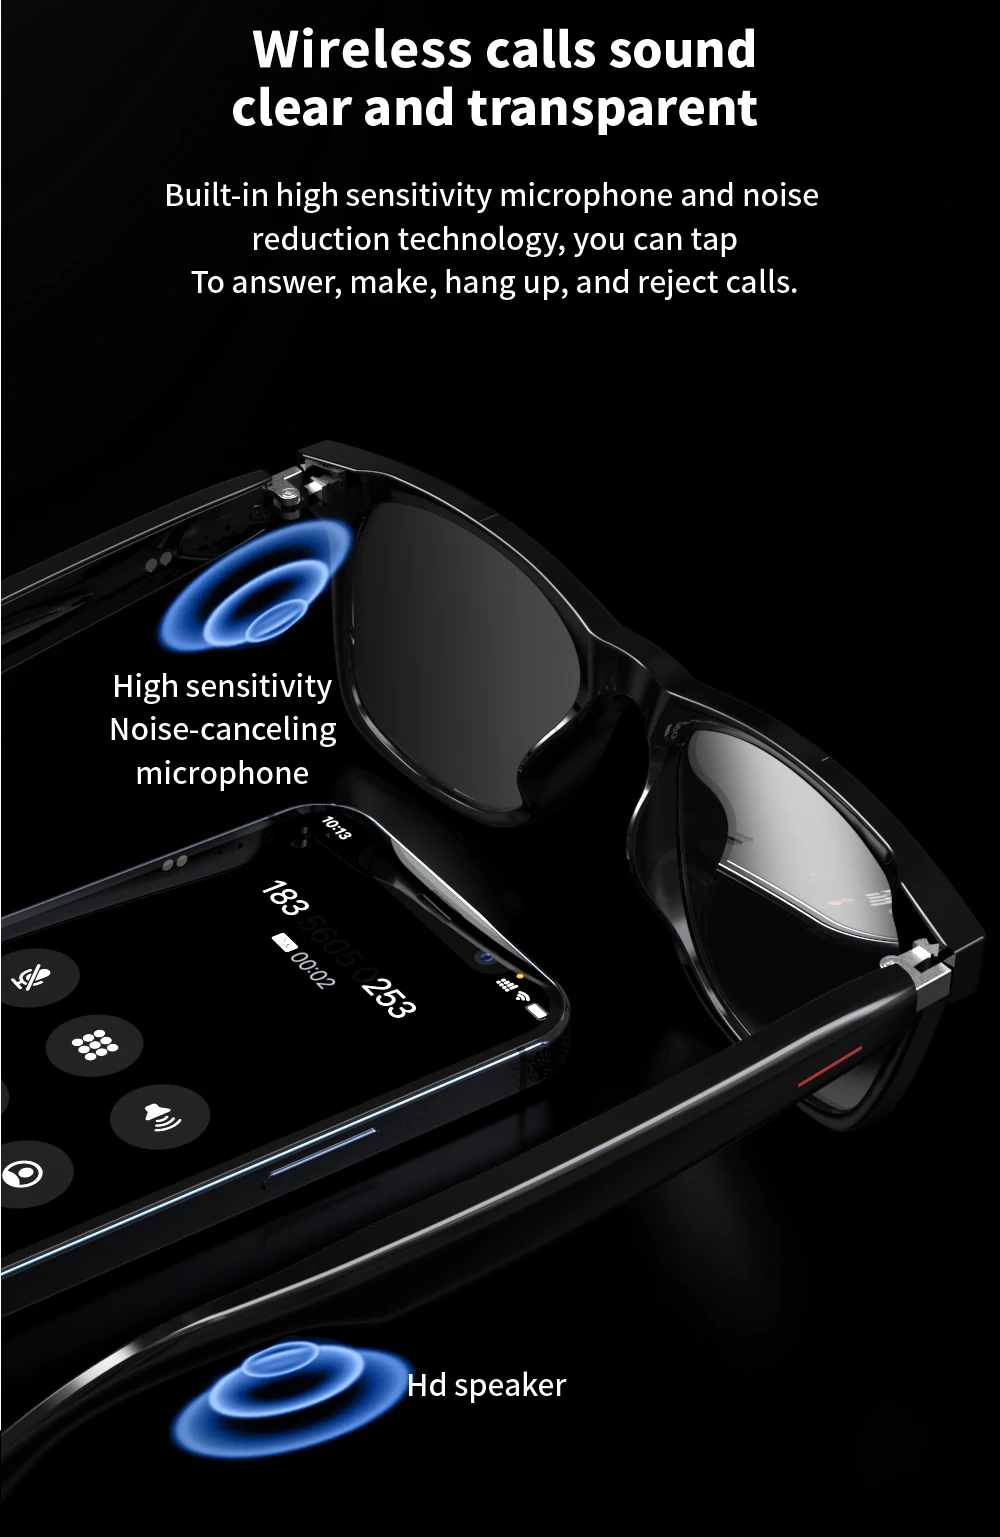 Wireless calls sound
clear and transparent
Built-in high sensitivity microphone and noise
reduction technology, you can tap
To answer, make, hang up, and reject calls.
High sensitivity
Noise-canceling
microphone
10:13
183 5605 0253
00:02
Hd speaker